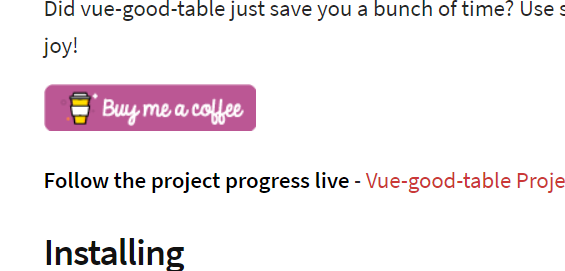 Did vue-good-table just save you a bunch of time? Use
joy!
Buy me a coffee
Follow the project progress live - Vue-good-table Proje
Installing